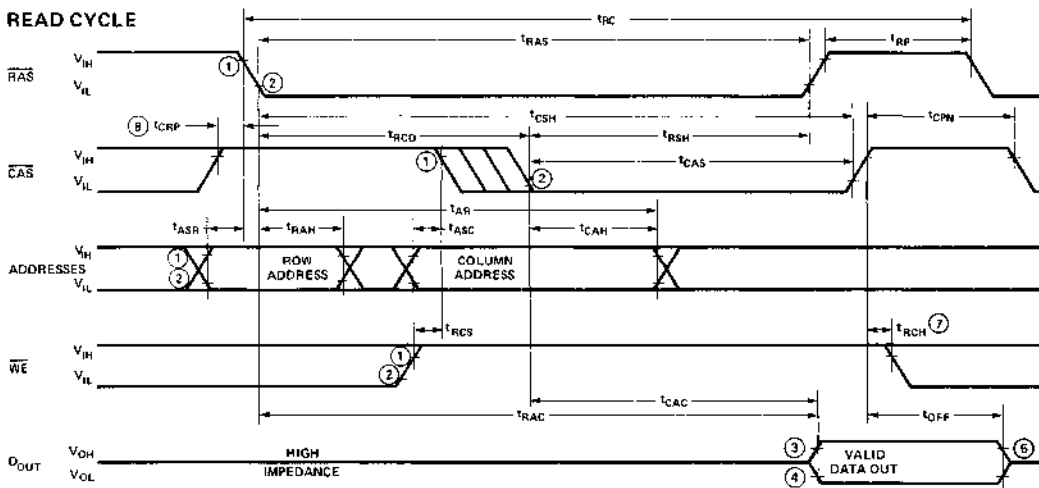 READ CYCLE
tRC
tRAS
tRP
RAS
VIH
VIL
①
②
tCSH
tCPN
⑧ tCRP
tRCD
tRSH
CAS
VIH
VIL
①
②
tCAS
tAR
tASR
tRAH
tASC
tCAH
ADDRESSES
VIH
VIL
①
②
ROW
ADDRESS
COLUMN
ADDRESS
tRCS
tRCH ⑦
WE
VIH
VIL
①
②
tCAC
tRAC
tOFF
DOUT
VOH
VOL
HIGH
IMPEDANCE
③
④
VALID
DATA OUT